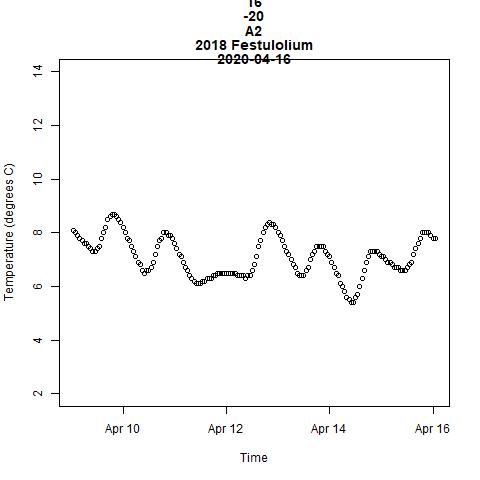 16
-20
A2
2018 Festulolium
2020-04-16
Temperature (degrees C)
14
12
10
8
6
4
2
Apr 10
Apr 12
Apr 14
Apr 16
Time